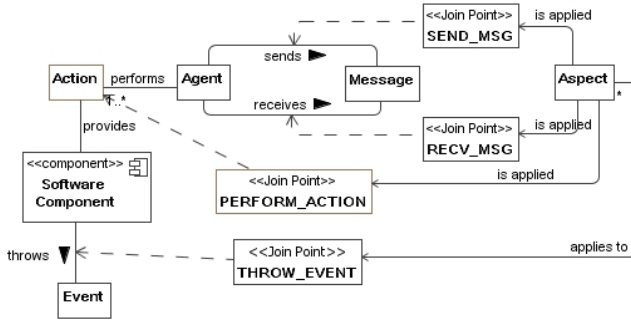 <<Join Point>>
SEND_MSG
is applied
sends
Action
performs
Agent
Message
Aspect
1..*
receives
*
provides
<<Join Point>>
RECV_MSG
is applied
<<component>>
Software
Component
<<Join Point>>
PERFORM_ACTION
is applied
throws
<<Join Point>>
THROW_EVENT
applies to
Event